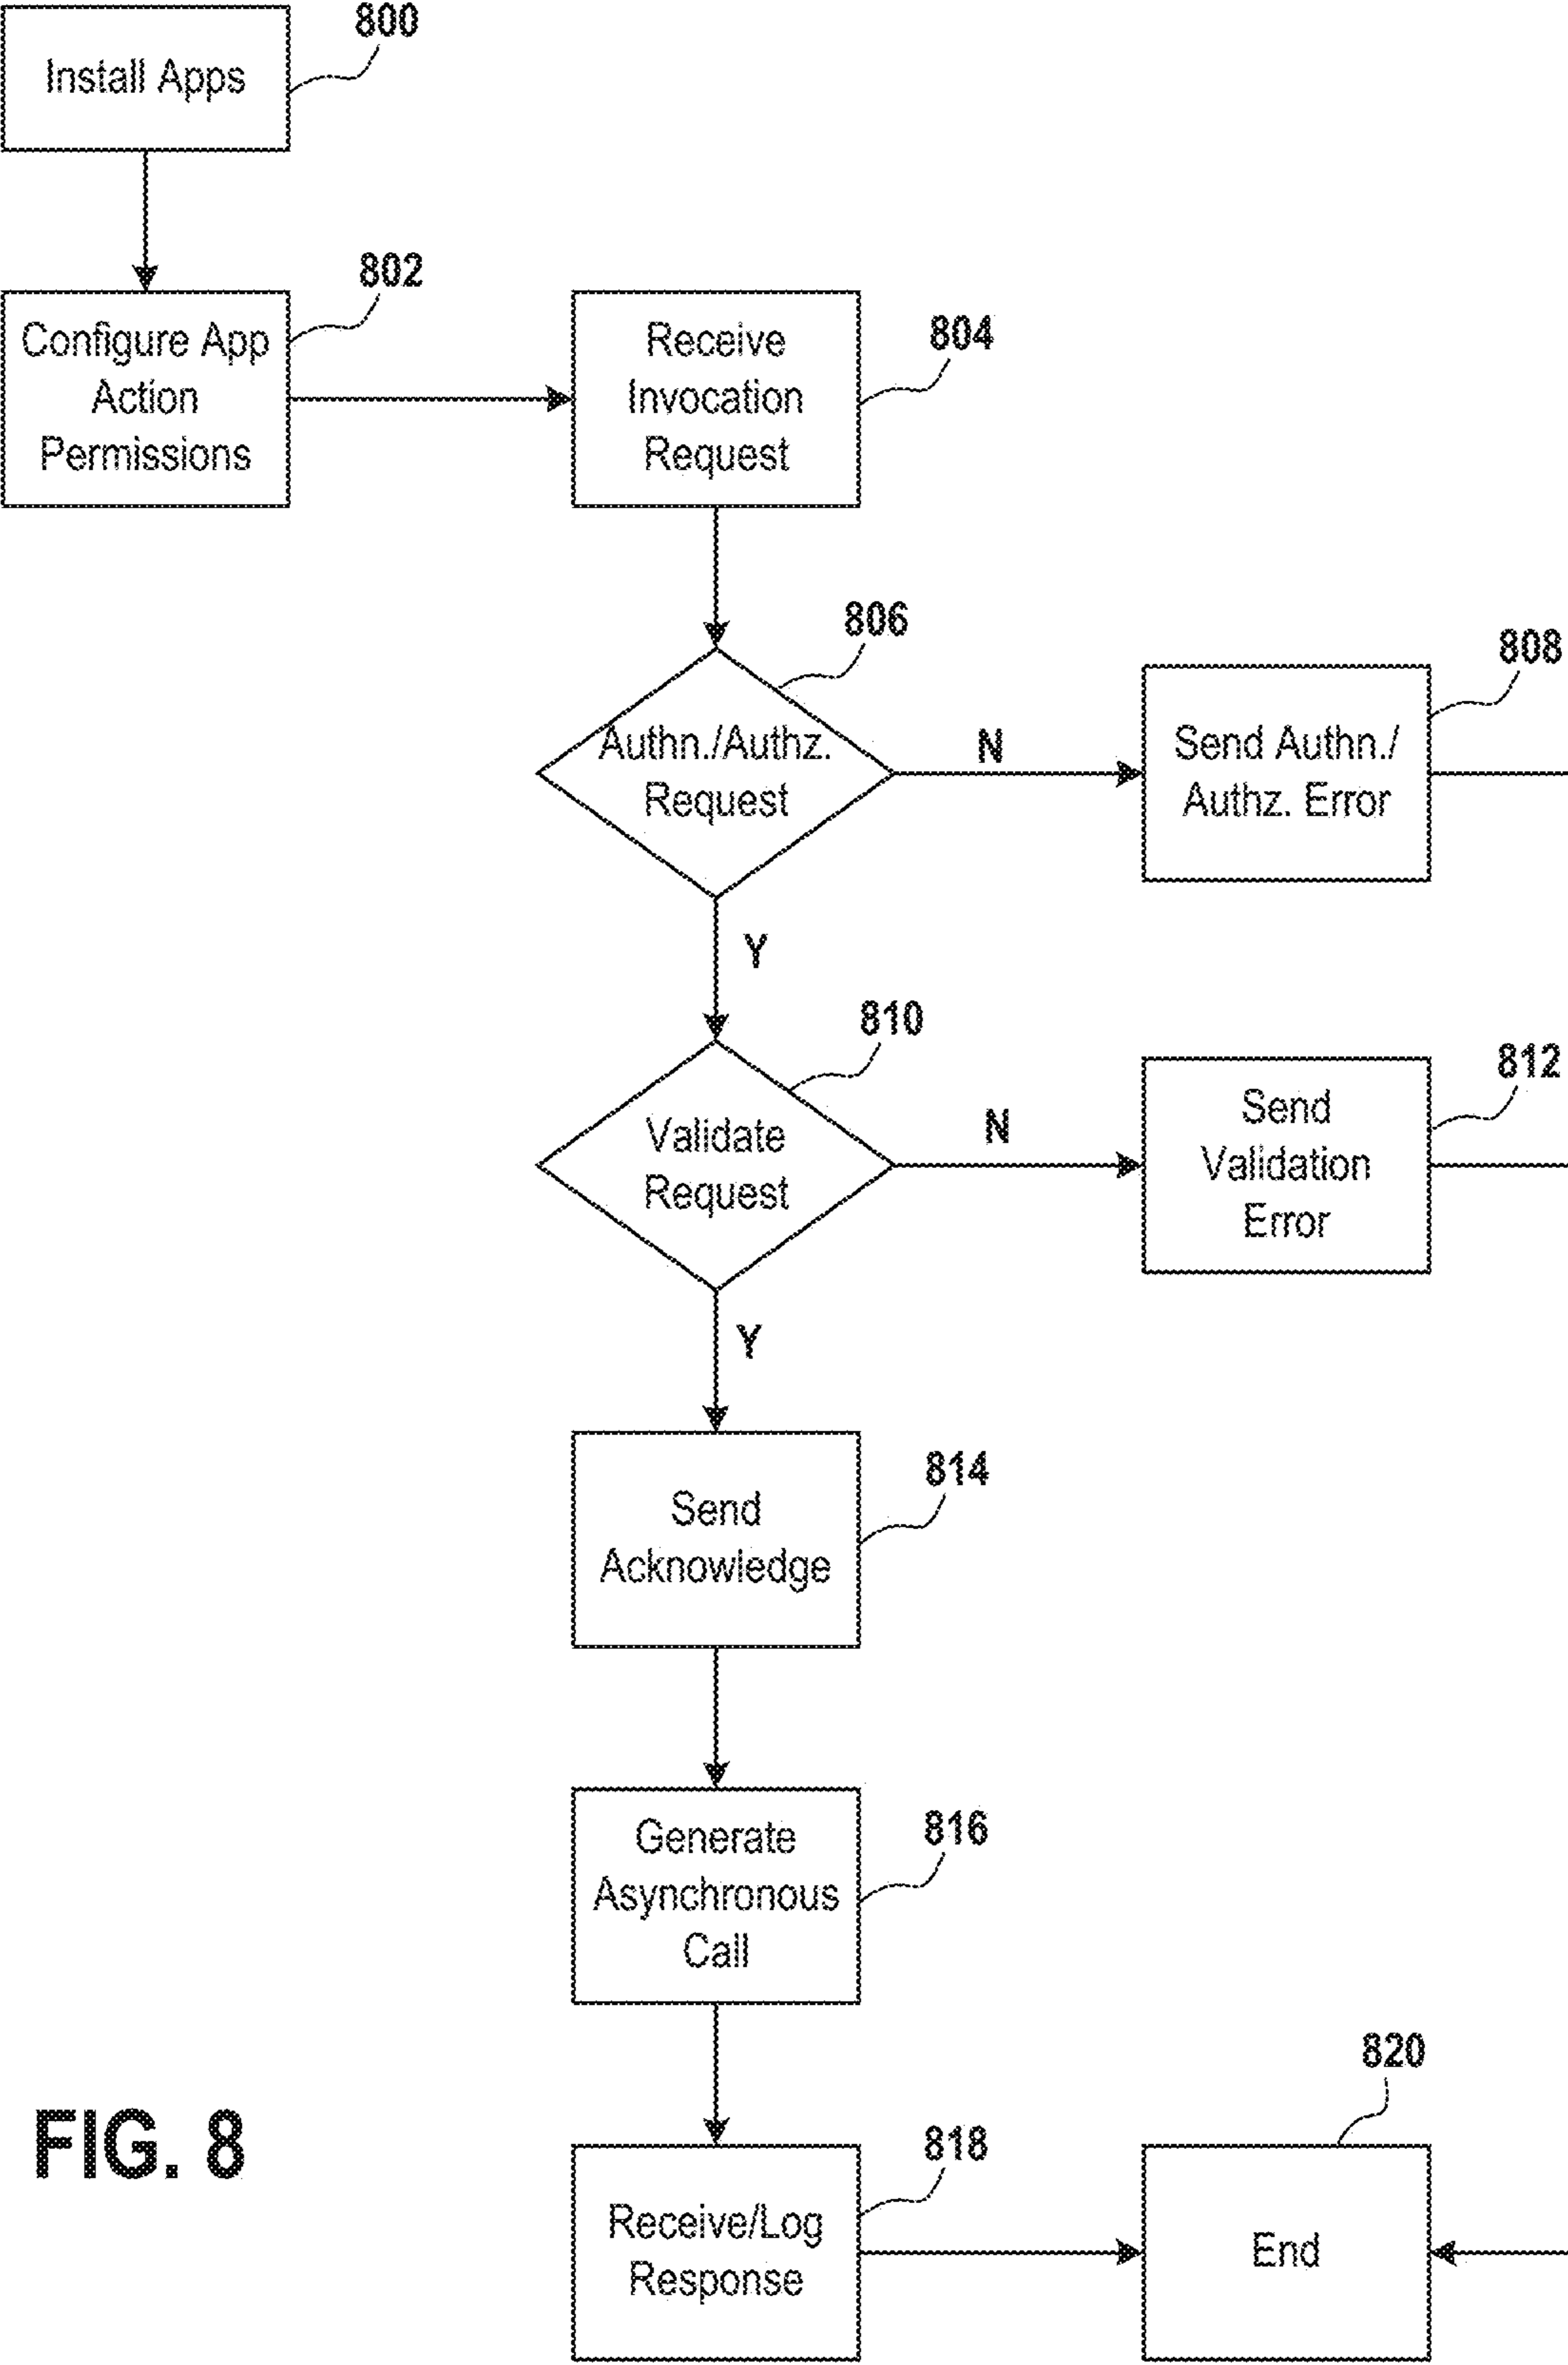 800
Install Apps
802
Configure App
Action
Permissions
804
Receive
Invocation
Request
806
Authn./Authz.
Request
N
808
Send Authn./
Authz. Error
Y
810
Validate
Request
N
812
Send
Validation
Error
Y
814
Send
Acknowledge
816
Generate
Asynchronous
Call
818
Receive/Log
Response
820
End
FIG. 8